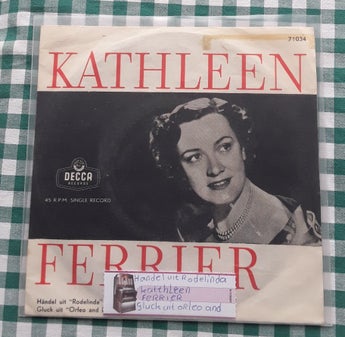 71034
KATHLEEN
DECCA
RECORDS
45 R.P.M. SINGLE RECORD
FERRIER
Händel uit "Rodelinda"
Gluck uit "Orfeo and
Handel uit Rodelinda
Kathleen
FERRIER
Gluck uit oRfeo and